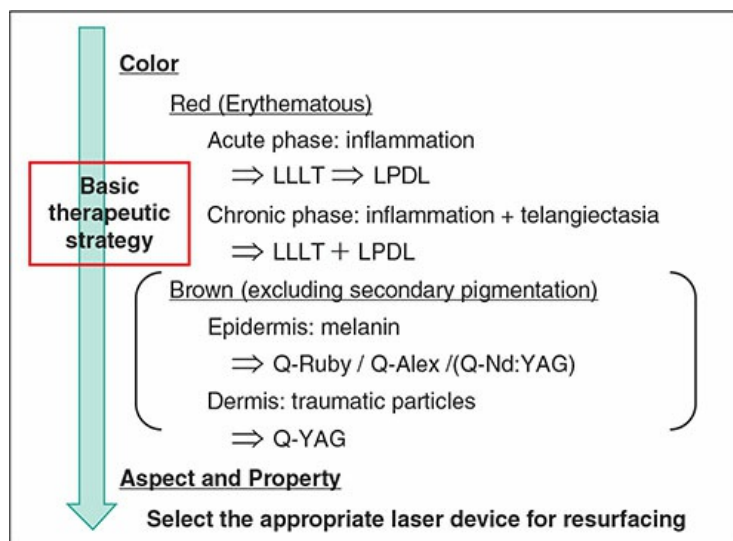 Color
Red (Erythematous)
Acute phase: inflammation
⇒ LLLT ⇒ LPDL
Basic
therapeutic
strategy
Chronic phase: inflammation + telangiectasia
⇒ LLLT + LPDL
Brown (excluding secondary pigmentation)
Epidermis: melanin
⇒ Q-Ruby / Q-Alex /(Q-Nd:YAG)
Dermis: traumatic particles
⇒ Q-YAG
Aspect and Property
Select the appropriate laser device for resurfacing